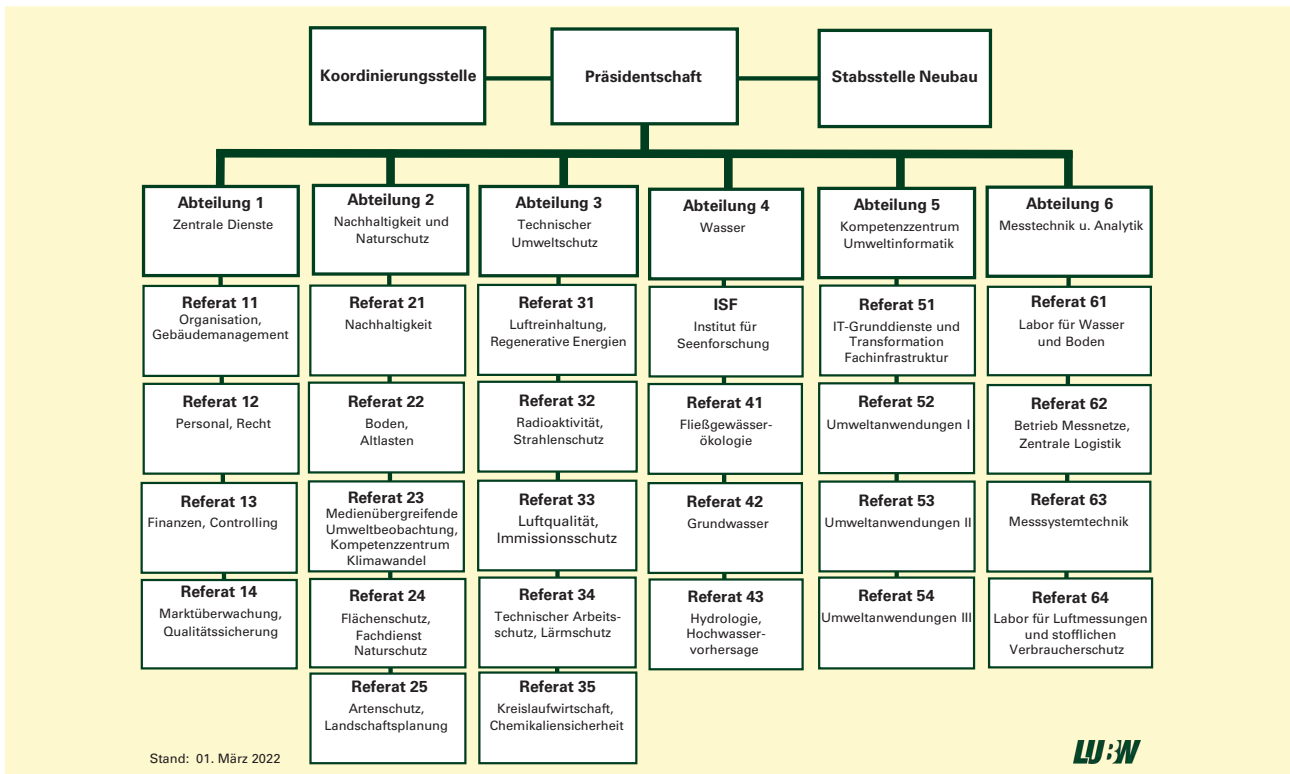 Koordinierungsstelle
Präsidentschaft
Stabsstelle Neubau
Abteilung 1
Zentrale Dienste
Referat 11
Organisation,
Gebäudemanagement
Referat 12
Personal, Recht
Referat 13
Finanzen, Controlling
Referat 14
Marktüberwachung,
Qualitätssicherung
Abteilung 2
Nachhaltigkeit und
Naturschutz
Referat 21
Nachhaltigkeit
Referat 22
Boden,
Altlasten
Referat 23
Medienübergreifende
Umweltbeobachtung,
Kompetenzzentrum
Klimawandel
Referat 24
Flächenschutz,
Fachdienst
Naturschutz
Referat 25
Artenschutz,
Landschaftsplanung
Abteilung 3
Technischer
Umweltschutz
Referat 31
Luftreinhaltung,
Regenerative Energien
Referat 32
Radioaktivität,
Strahlenschutz
Referat 33
Luftqualität,
Immissionsschutz
Referat 34
Technischer Arbeits-
schutz, Lärmschutz
Referat 35
Kreislaufwirtschaft,
Chemikaliensicherheit
Abteilung 4
Wasser
ISF
Institut für
Seenforschung
Referat 41
Fließgewässer-
ökologie
Referat 42
Grundwasser
Referat 43
Hydrologie,
Hochwasser-
vorhersage
Abteilung 5
Kompetenzzentrum
Umweltinformatik
Referat 51
IT-Grunddienste und
Transformation
Fachinfrastruktur
Referat 52
Umweltanwendungen I
Referat 53
Umweltanwendungen II
Referat 54
Umweltanwendungen III
Abteilung 6
Messtechnik u. Analytik
Referat 61
Labor für Wasser
und Boden
Referat 62
Betrieb Messnetze,
Zentrale Logistik
Referat 63
Messsystemtechnik
Referat 64
Labor für Luftmessungen
und stofflichen
Verbraucherschutz
Stand: 01. März 2022
LUBW